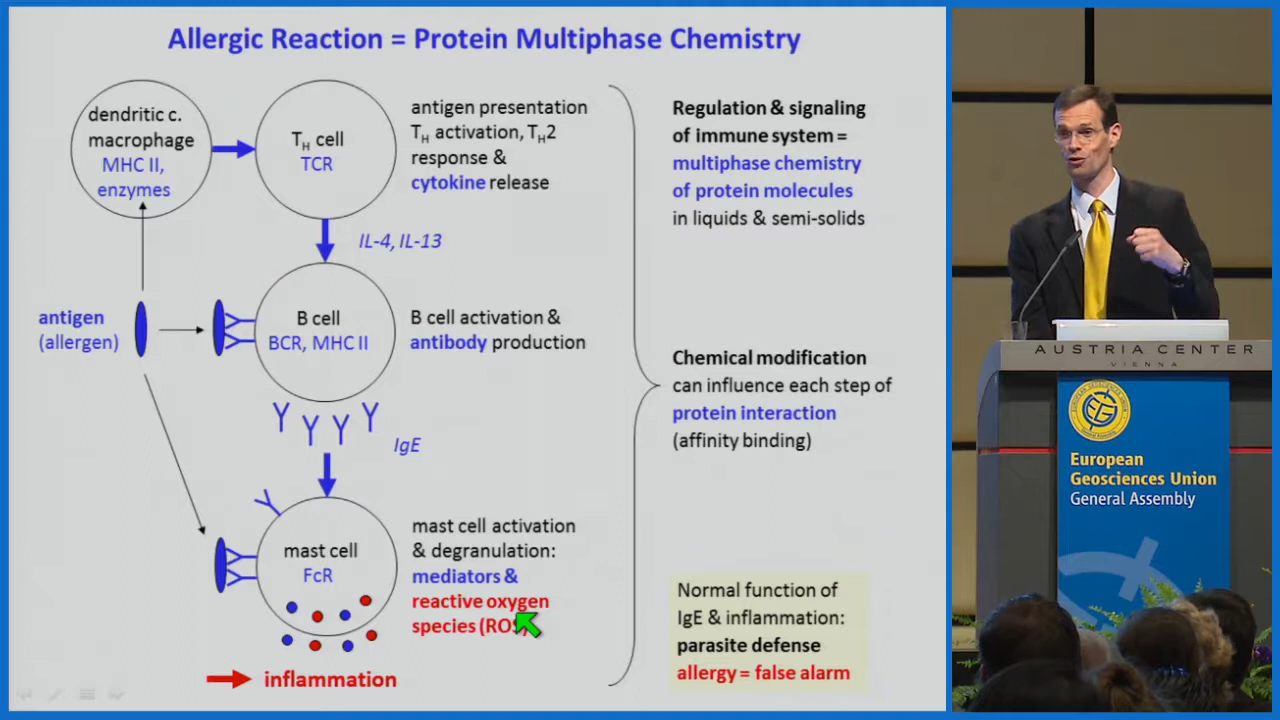 Allergic Reaction = Protein Multiphase Chemistry
dendritic c.
macrophage
MHC II,
enzymes
T_H cell
TCR
antigen presentation
T_H activation, T_H2
response &
cytokine release
IL-4, IL-13
antigen
(allergen)
B cell
BCR, MHC II
B cell activation &
antibody production
IgE
mast cell
FcR
mast cell activation
& degranulation:
mediators &
reactive oxygen
species (ROS)
inflammation
Regulation & signaling
of immune system =
multiphase chemistry
of protein molecules
in liquids & semi-solids
Chemical modification
can influence each step of
protein interaction
(affinity binding)
Normal function of
IgE & inflammation:
parasite defense
allergy = false alarm
AUSTRIA CENTER
VIENNA
European
Geosciences Union
General Assembly